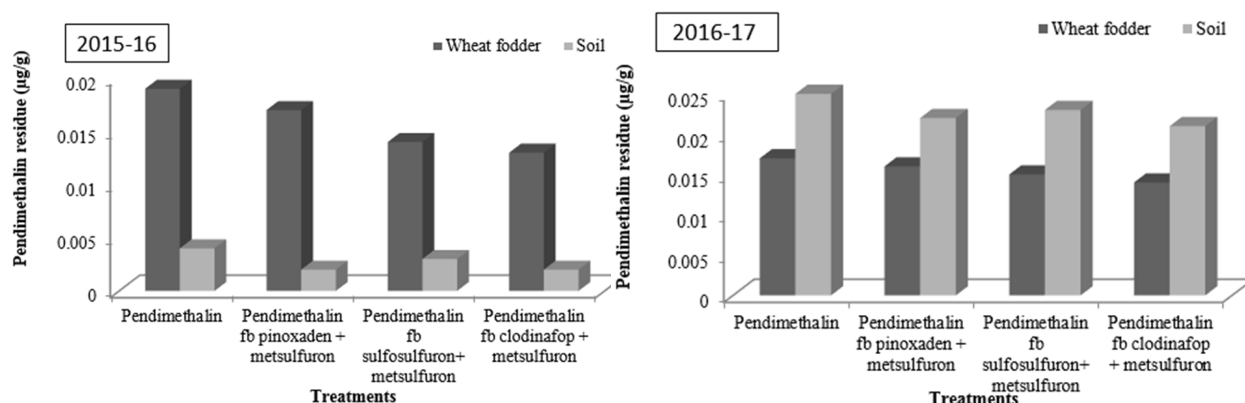 2015-16
Wheat fodder
Soil
Pendimethalin residue (µg/g)
0.02
0.015
0.01
0.005
0
Pendimethalin
Pendimethalin
fb pinoxaden +
metsulfuron
Pendimethalin
fb
sulfosulfuron+
metsulfuron
Pendimethalin
fb clodinafop +
metsulfuron
Treatments
2016-17
Wheat fodder
Soil
Pendimethalin residue (µg/g)
0.025
0.02
0.015
0.01
0.005
0
Pendimethalin
Pendimethalin
fb pinoxaden +
metsulfuron
Pendimethalin
fb
sulfosulfuron+
metsulfuron
Pendimethalin
fb clodinafop
+ metsulfuron
Treatments